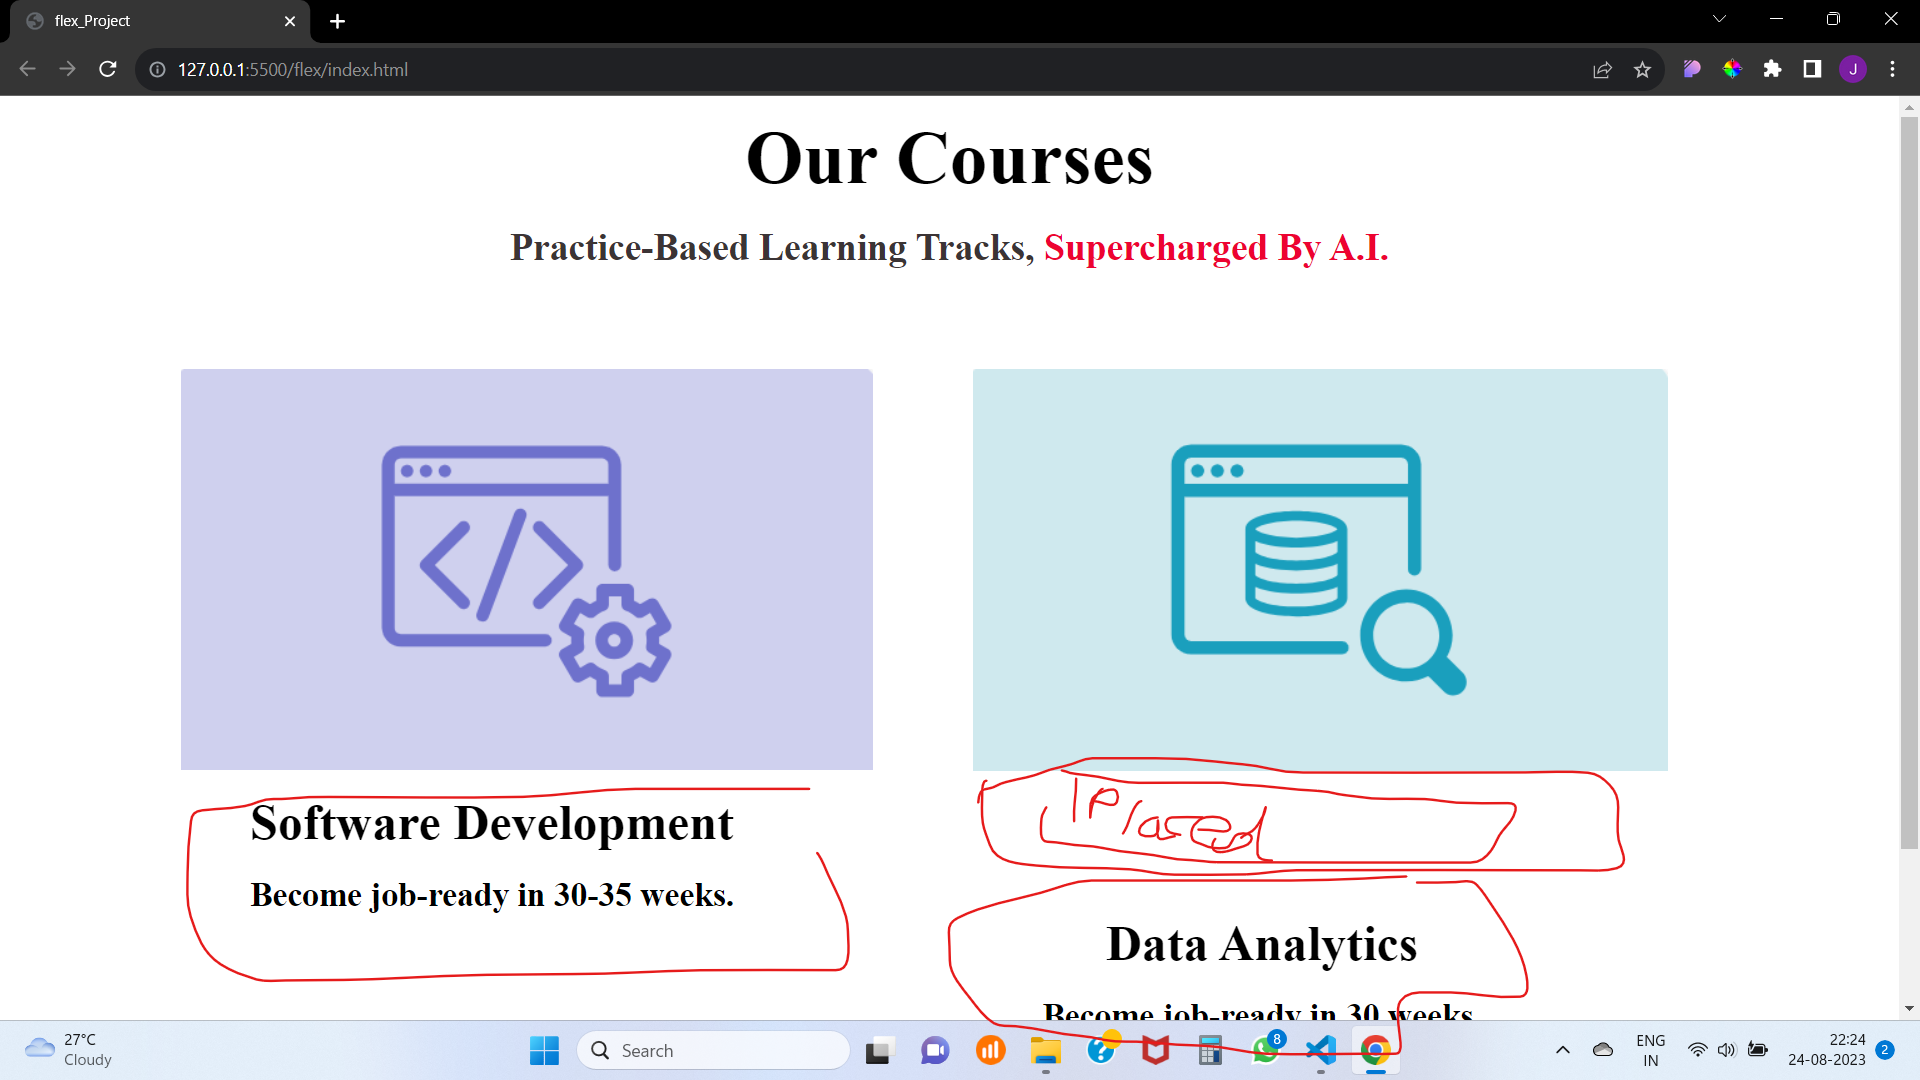 flex_Project
127.0.0.1:5500/flex/index.html
J
Our Courses
Practice-Based Learning Tracks, Supercharged By A.I.
</>
Software Development
Become job-ready in 30-35 weeks.
Data Analytics
Become job-ready in 30 weeks
27°C
Cloudy
Search
8
ENG
IN
22:24
24-08-2023
2